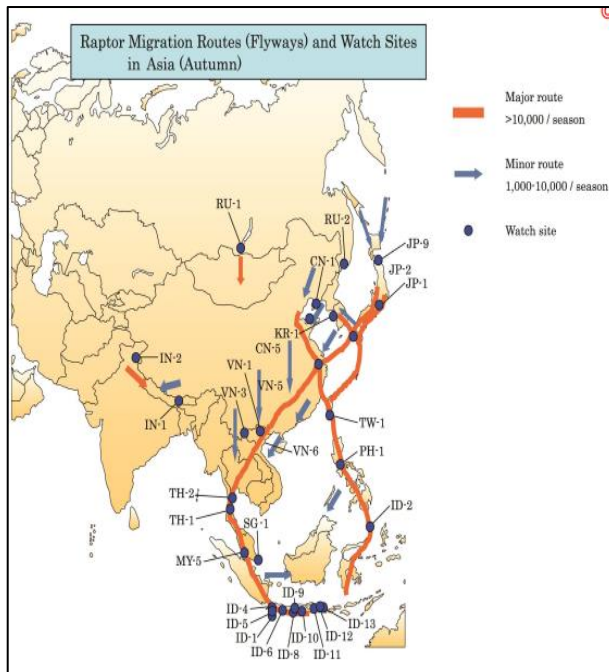 ©
Raptor Migration Routes (Flyways) and Watch Sites
in Asia (Autumn)
Major route
>10,000 / season
Minor route
1,000-10,000 / season
Watch site
RU-1
RU-2
JP-9
CN-1
JP-2
JP-1
KR-1
IN-2
CN-5
VN-1
VN-5
VN-3
IN-1
TW-1
VN-6
PH-1
TH-2
TH-1
SG-1
ID-2
MY-5
ID-9
ID-4
ID-13
ID-5
ID-12
ID-1
ID-10
ID-6
ID-8
ID-11